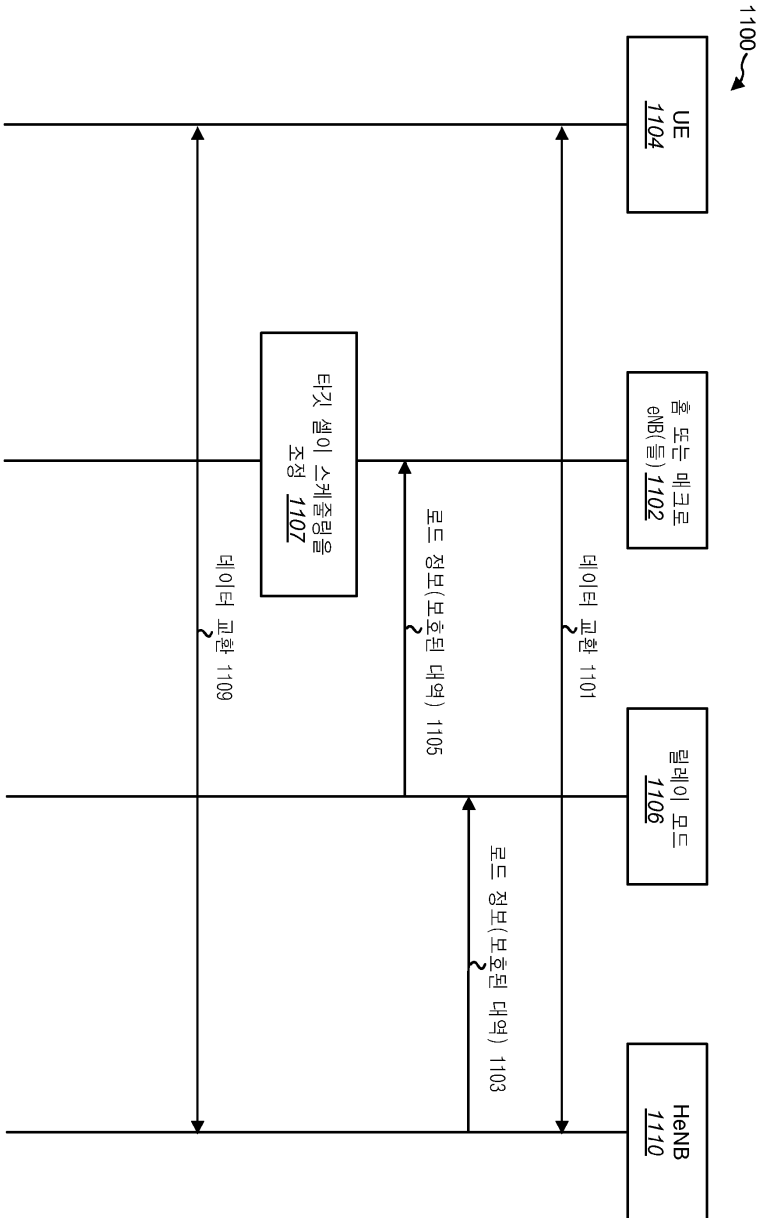 1100
UE
1104
홈 또는 매크로
eNB(들) 1102
릴레이 모드
1106
HeNB
1110
데이터 교환 1101
로드 정보(보호된 대역) 1103
로드 정보(보호된 대역) 1105
타깃 셀이 스케줄링을
조정 1107
데이터 교환 1109